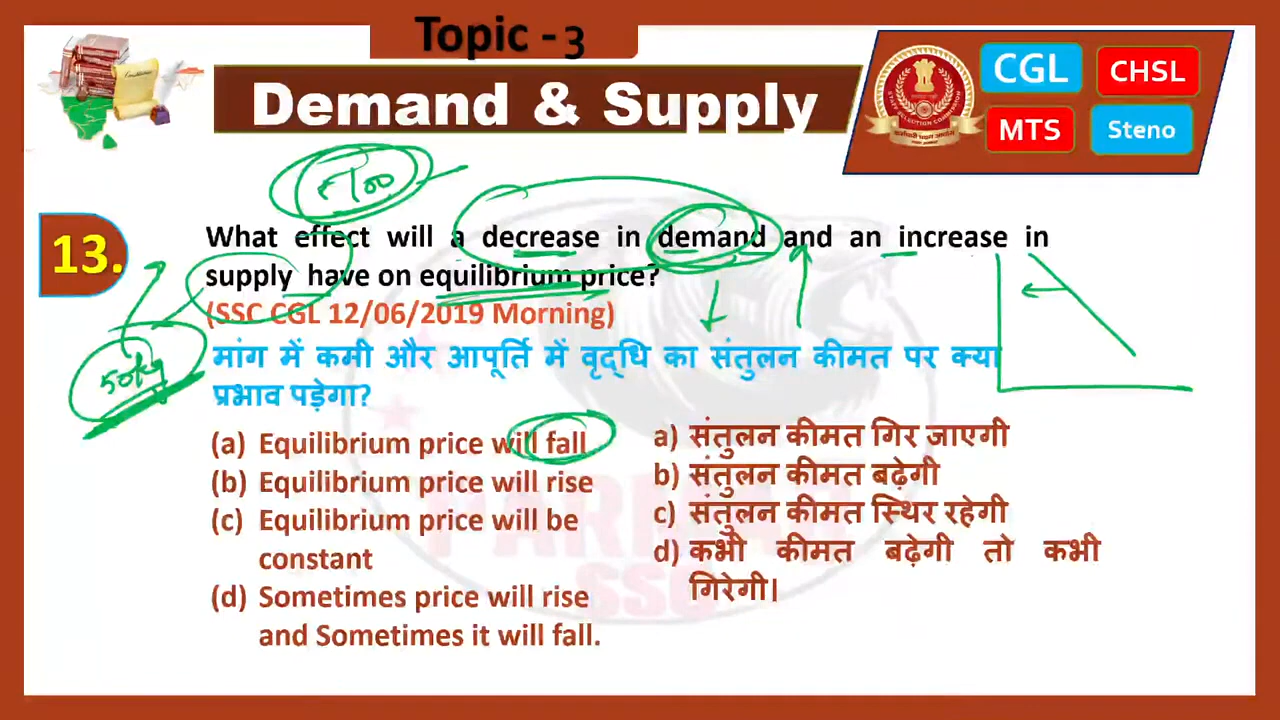 Topic - 3
Demand & Supply
CGL CHSL
MTS Steno
₹100
13.
What effect will a decrease in demand and an increase in
supply have on equilibrium price?
(SSC CGL 12/06/2019 Morning)
मांग में कमी और आपूर्ति में वृद्धि का संतुलन कीमत पर क्या
प्रभाव पड़ेगा?
(a) Equilibrium price will fall
(b) Equilibrium price will rise
(c) Equilibrium price will be
constant
(d) Sometimes price will rise
and Sometimes it will fall.
a) संतुलन कीमत गिर जाएगी
b) संतुलन कीमत बढ़ेगी
c) संतुलन कीमत स्थिर रहेगी
d) कभी कीमत बढ़ेगी तो कभी
गिरेगी।
SSC